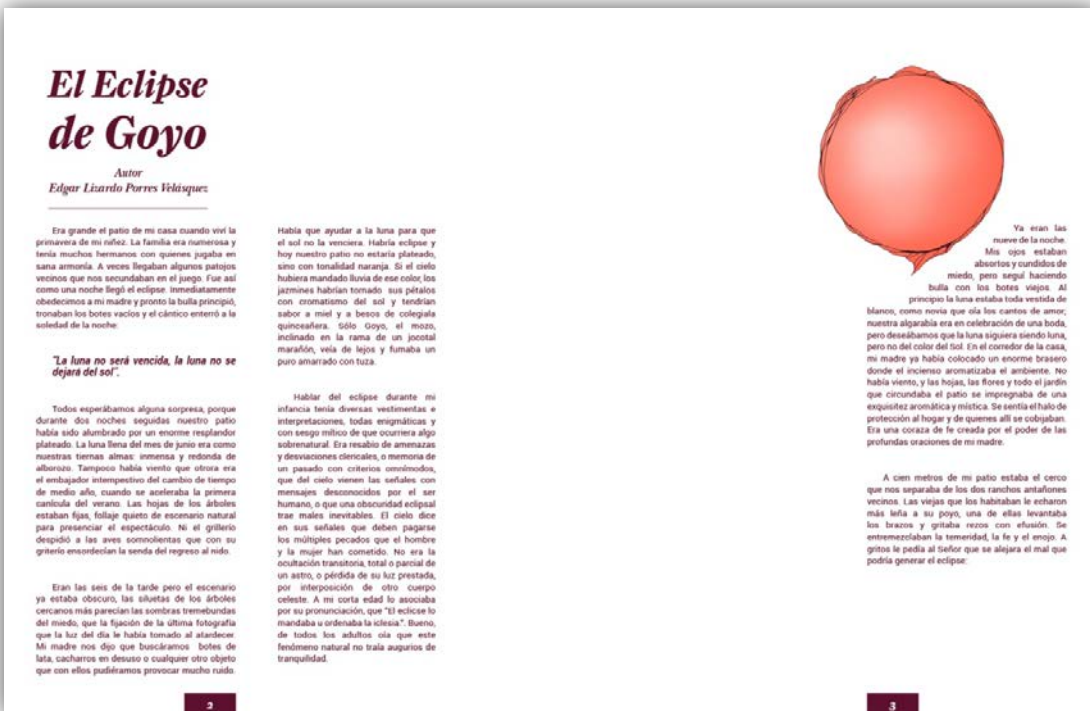 El Eclipse
de Goyo
Autor
Edgar Lizardo Porres Velásquez
Era grande el patio de mi casa cuando viví la
primavera de mi niñez. La familia era numerosa y
tenía muchos hermanos con quienes jugaba en
sana armonía. A veces llegaban algunos patojos
vecinos que nos secundaban en el juego. Fue así
como una noche llegó el eclipse. Inmediatamente
obedecimos a mi madre y pronto la bulla principió,
tronaban los botes vacíos y el cántico enterró a la
soledad de la noche:
"La luna no será vencida, la luna no se
dejará del sol".
Todos esperábamos alguna sorpresa, porque
durante dos noches seguidas nuestro patio
había sido alumbrado por un enorme resplandor
plateado. La luna llena del mes de junio era como
nuestras tiernas almas: inmensa y redonda de
alborozo. Tampoco había viento que otrora era
el embajador intempestivo del cambio de tiempo
de medio año, cuando se aceleraba la primera
canícula del verano. Las hojas de los árboles
estaban fijas, follaje quieto de escenario natural
para presenciar el espectáculo. Ni el grillerío
despidió a las aves somnolientas que con su
griterío ensordecían la senda del regreso al nido.
Eran las seis de la tarde pero el escenario
ya estaba obscuro, las siluetas de los árboles
cercanos más parecían las sombras tremebundas
del miedo, que la fijación de la última fotografía
que la luz del día le había tomado al atardecer.
Mi madre nos dijo que buscáramos botes de
lata, cacharros en desuso o cualquier otro objeto
que con ellos pudiéramos provocar mucho ruido.
Había que ayudar a la luna para que
el sol no la venciera. Habría eclipse y
hoy nuestro patio no estaría plateado,
sino con tonalidad naranja. Si el cielo
hubiera mandado lluvia de ese color, los
jazmines habrían tomado sus pétalos
con cromatismo del sol y tendrían
sabor a miel y a besos de colegiala
quinceañera. Sólo Goyo, el mozo,
inclinado en la rama de un jocotal
marañón, veía de lejos y fumaba un
puro amarrado con tuza.
Hablar del eclipse durante mi
infancia tenía diversas vestimentas e
interpretaciones, todas enigmáticas y
con sesgo mítico de que ocurriera algo
sobrenatural. Era resabio de amenazas
y desviaciones clericales, o memoria de
un pasado con criterios omnímodos,
que del cielo vienen las señales con
mensajes desconocidos por el ser
humano, o que una obscuridad eclipsal
trae males inevitables. El cielo dice
en sus señales que deben pagarse
los múltiples pecados que el hombre
y la mujer han cometido. No era la
ocultación transitoria, total o parcial de
un astro, o pérdida de su luz prestada,
por interposición de otro cuerpo
celeste. A mi corta edad lo asociaba
por su pronunciación, que "El eclicse lo
mandaba u ordenaba la iclesia". Bueno,
de todos los adultos oía que este
fenómeno natural no traía augurios de
tranquilidad.
2
Ya eran las
nueve de la noche.
Mis ojos estaban
absortos y cundidos de
miedo, pero seguí haciendo
bulla con los botes viejos. Al
principio la luna estaba toda vestida de
blanco, como novia que oía los cantos de amor;
nuestra algarabía era en celebración de una boda,
pero deseábamos que la luna siguiera siendo luna,
pero no del color del Sol. En el corredor de la casa,
mi madre ya había colocado un enorme brasero
donde el incienso aromatizaba el ambiente. No
había viento, y las hojas, las flores y todo el jardín
que circundaba el patio se impregnaba de una
exquisitez aromática y mística. Se sentía el halo de
protección al hogar y de quienes allí se cobijaban.
Era una coraza de fe creada por el poder de las
profundas oraciones de mi madre.
A cien metros de mi patio estaba el cerco
que nos separaba de los dos ranchos antañones
vecinos. Las viejas que los habitaban le echaron
más leña a su poyo, una de ellas levantaba
los brazos y gritaba rezos con efusión. Se
entremezclaban la temeridad, la fe y el enojo. A
gritos le pedía al Señor que se alejara el mal que
podría generar el eclipse:
3